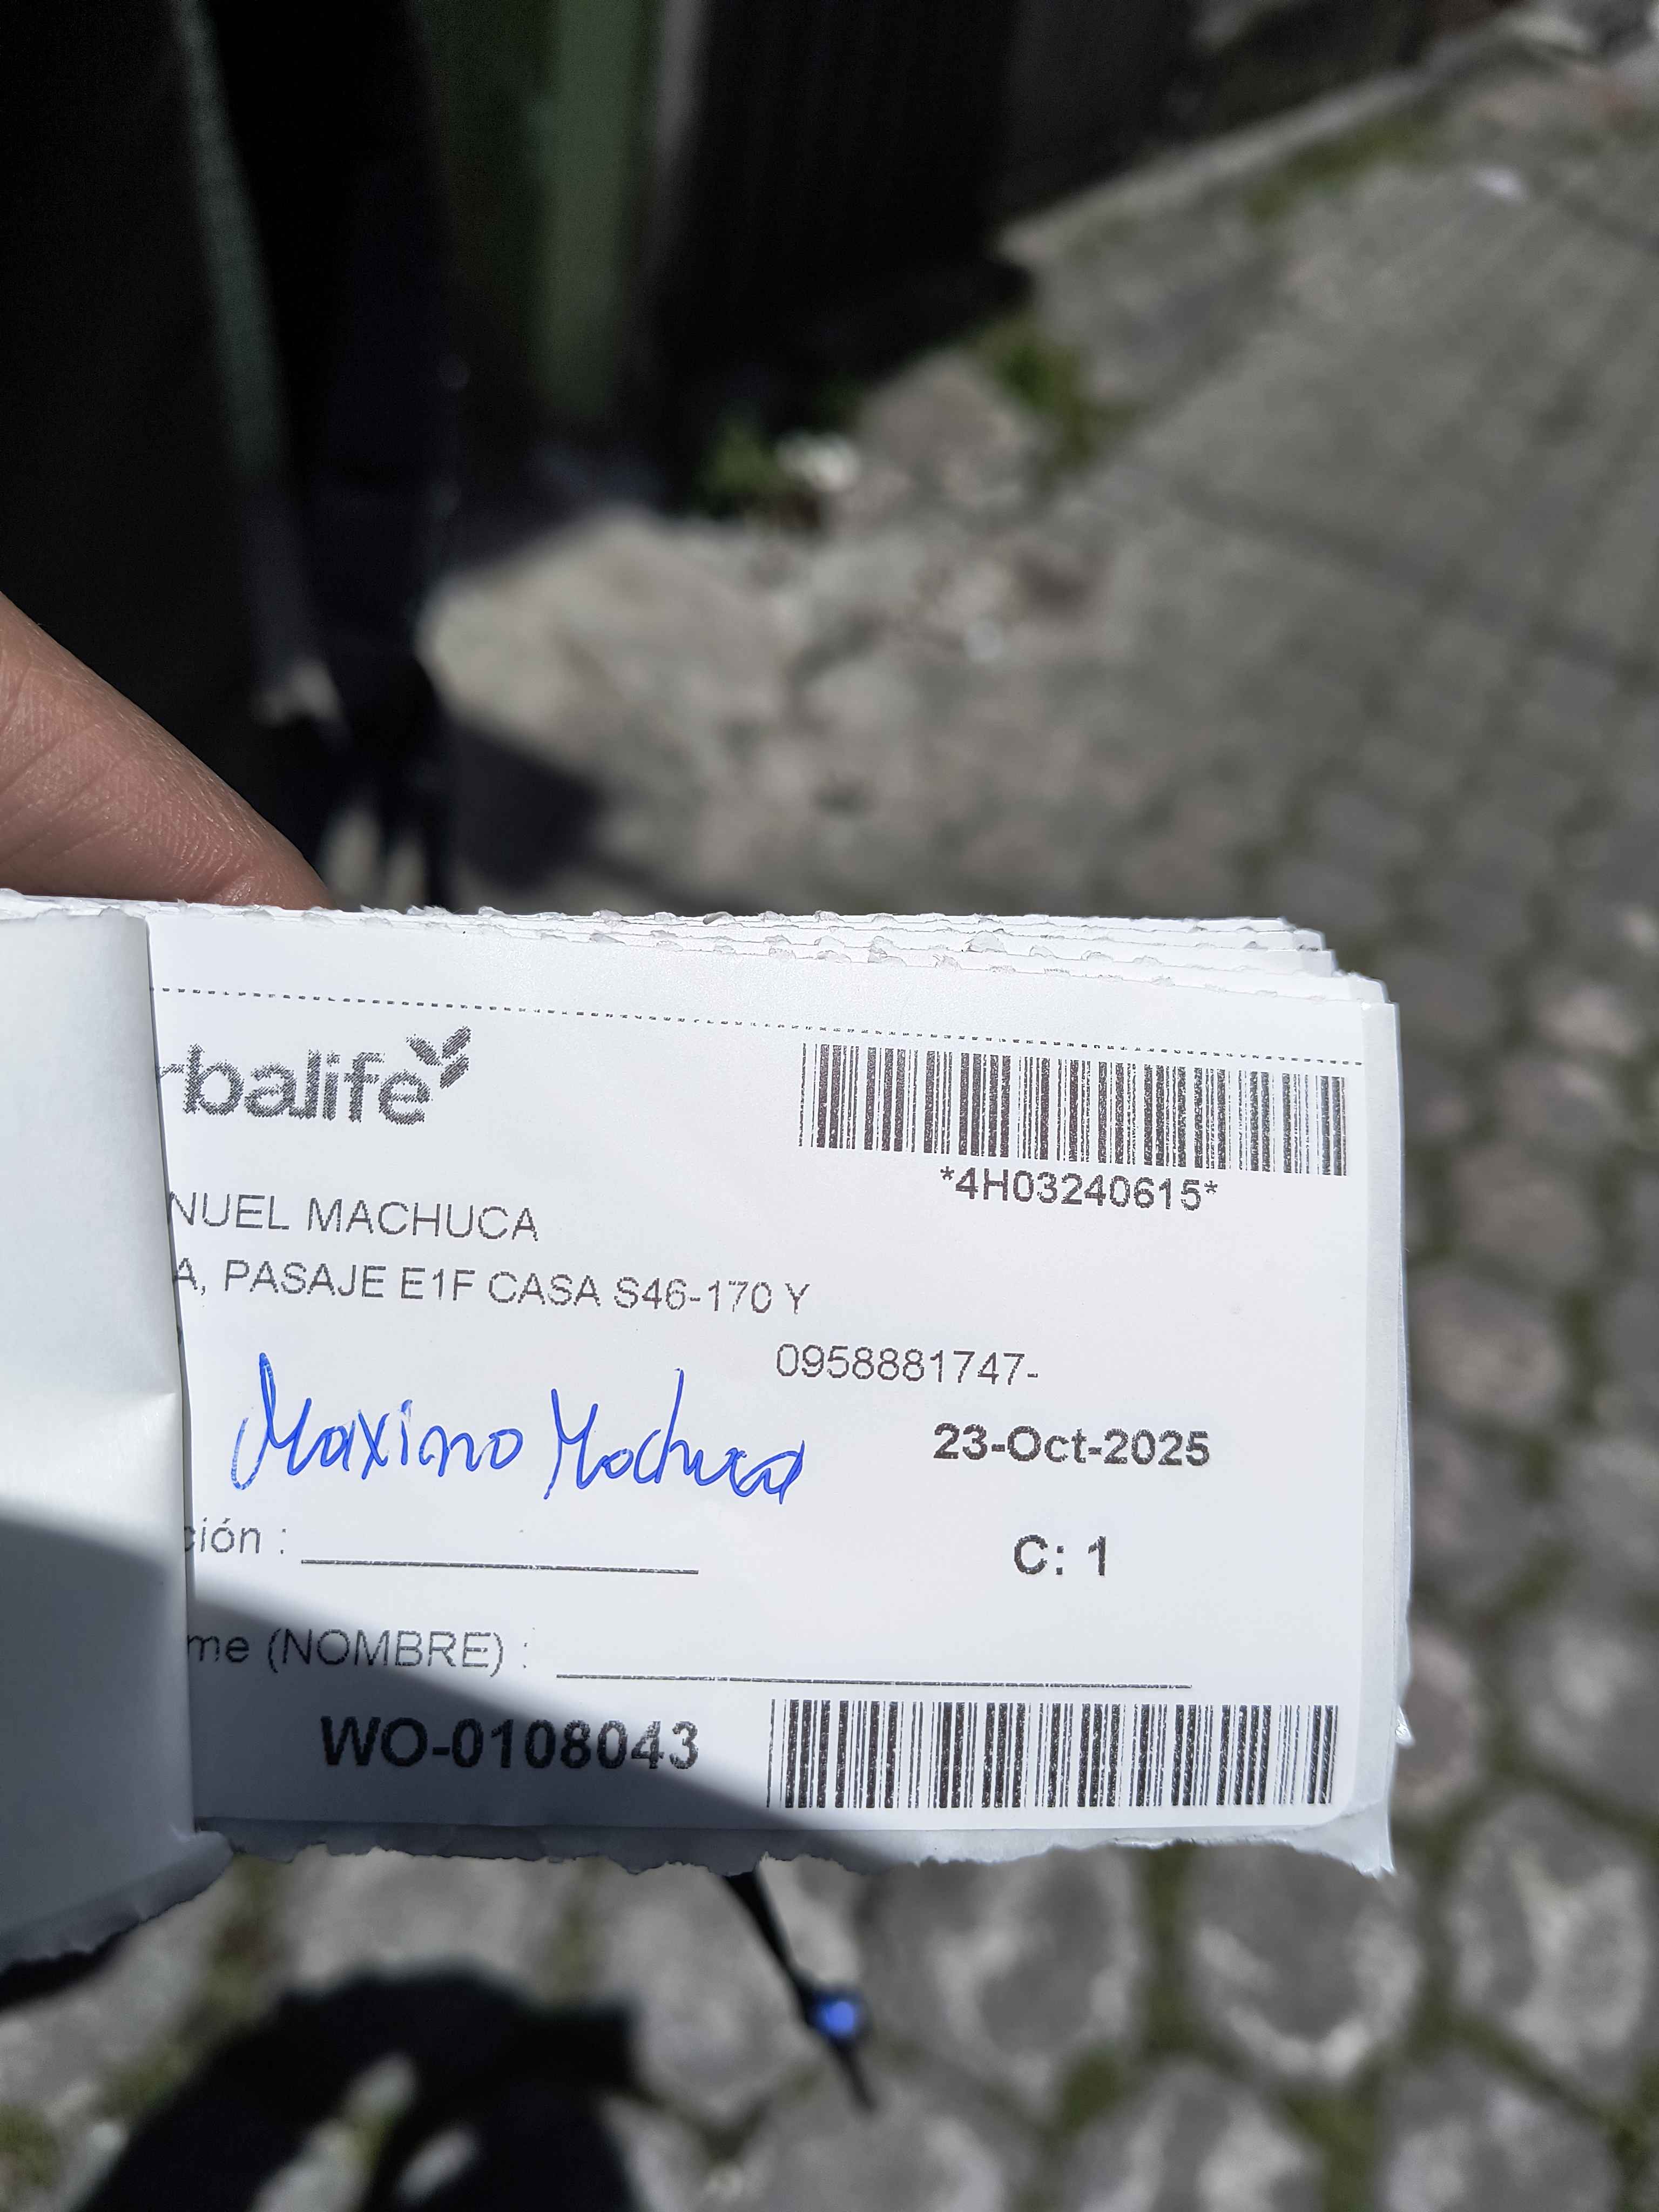 rbalife
*4H03240615*
NUEL MACHUCA
A, PASAJE E1F CASA S46-170 Y
0958881747-
Maximo Machuca
23-Oct-2025
ción :
C: 1
me (NOMBRE) :
WO-0108043